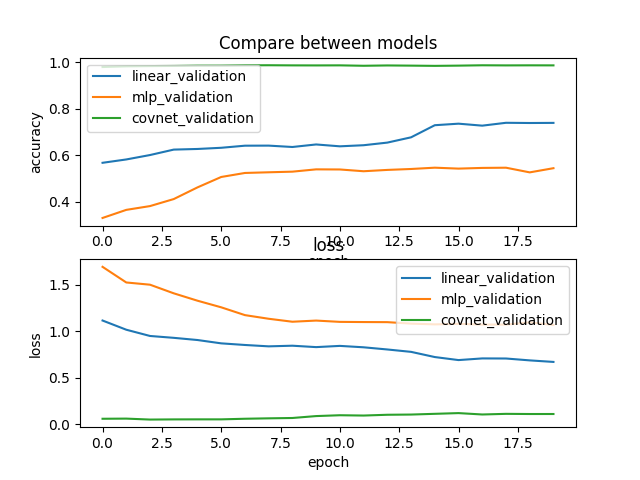 Compare between models
1.0
0.8
0.6
0.4
accuracy
linear_validation
mlp_validation
covnet_validation
0.0 2.5 5.0 7.5 10.0 12.5 15.0 17.5
epoch
loss
1.5
1.0
0.5
0.0
loss
linear_validation
mlp_validation
covnet_validation
0.0 2.5 5.0 7.5 10.0 12.5 15.0 17.5
epoch